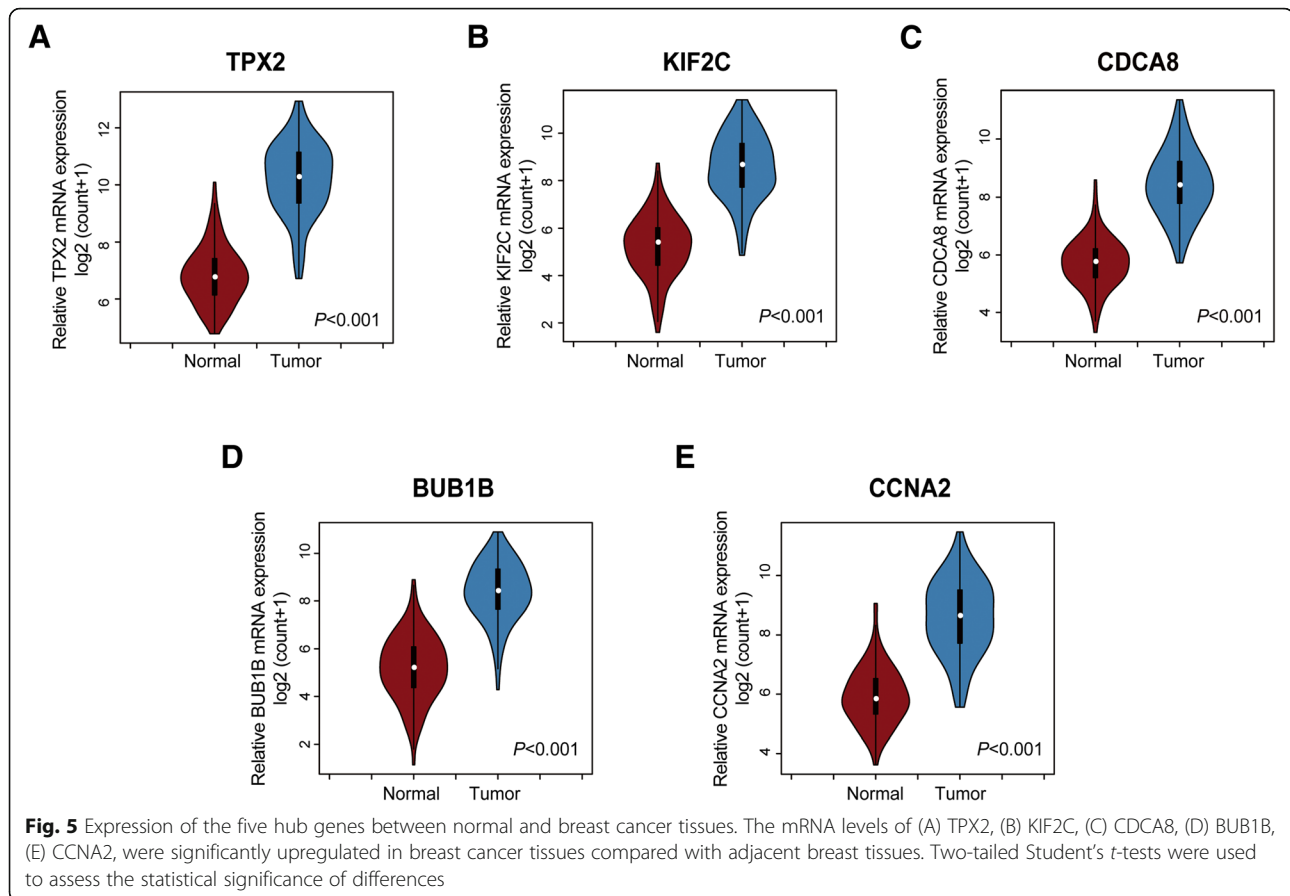 A
TPX2
Relative TPX2 mRNA expression
log2 (count+1)
6 8 10 12
P<0.001
Normal Tumor
B
KIF2C
Relative KIF2C mRNA expression
log2 (count+1)
2 4 6 8 10
P<0.001
Normal Tumor
C
CDCA8
Relative CDCA8 mRNA expression
log2 (count+1)
4 6 8 10
P<0.001
Normal Tumor
D
BUB1B
Relative BUB1B mRNA expression
log2 (count+1)
2 4 6 8 10
P<0.001
Normal Tumor
E
CCNA2
Relative CCNA2 mRNA expression
log2 (count+1)
4 6 8 10
P<0.001
Normal Tumor
Fig. 5 Expression of the five hub genes between normal and breast cancer tissues. The mRNA levels of (A) TPX2, (B) KIF2C, (C) CDCA8, (D) BUB1B,
(E) CCNA2, were significantly upregulated in breast cancer tissues compared with adjacent breast tissues. Two-tailed Student’s t-tests were used
to assess the statistical significance of differences